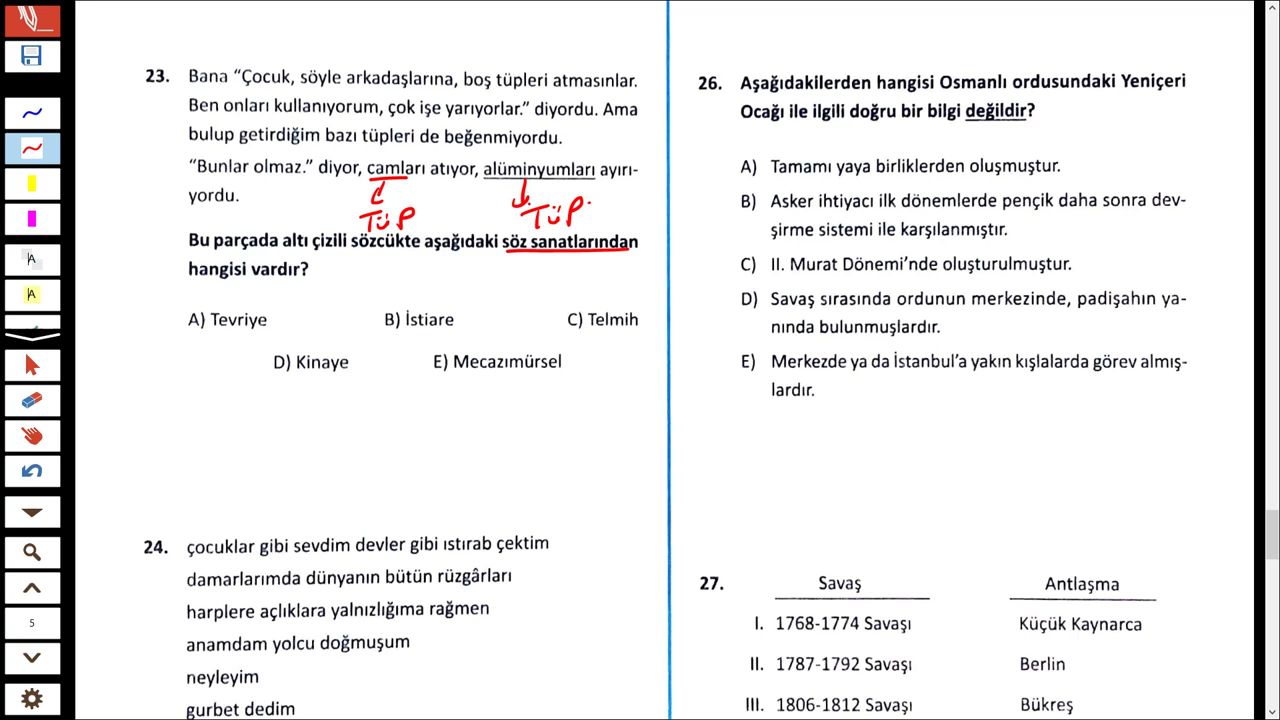 23. Bana “Çocuk, söyle arkadaşlarına, boş tüpleri atmasınlar.
Ben onları kullanıyorum, çok işe yarıyorlar.” diyordu. Ama
bulup getirdiğim bazı tüpleri de beğenmiyordu.
“Bunlar olmaz.” diyor, camları atıyor, alüminyumları ayırı-
yordu.
TÜP
TÜP
Bu parçada altı çizili sözcükte aşağıdaki söz sanatlarından
hangisi vardır?
A) Tevriye B) İstiare C) Telmih
D) Kinaye E) Mecazımürsel
24. çocuklar gibi sevdim devler gibi ıstırab çektim
damarlarımda dünyanın bütün rüzgârları
harplere açlıklara yalnızlığıma rağmen
anamdam yolcu doğmuşum
neyleyim
gurbet dedim
26. Aşağıdakilerden hangisi Osmanlı ordusundaki Yeniçeri
Ocağı ile ilgili doğru bir bilgi değildir?
A) Tamamı yaya birliklerden oluşmuştur.
B) Asker ihtiyacı ilk dönemlerde pençik daha sonra dev-
şirme sistemi ile karşılanmıştır.
C) II. Murat Dönemi’nde oluşturulmuştur.
D) Savaş sırasında ordunun merkezinde, padişahın ya-
nında bulunmuşlardır.
E) Merkezde ya da İstanbul’a yakın kışlalarda görev almış-
lardır.
27. Savaş Antlaşma
I. 1768-1774 Savaşı Küçük Kaynarca
II. 1787-1792 Savaşı Berlin
III. 1806-1812 Savaşı Bükreş
A
A
5